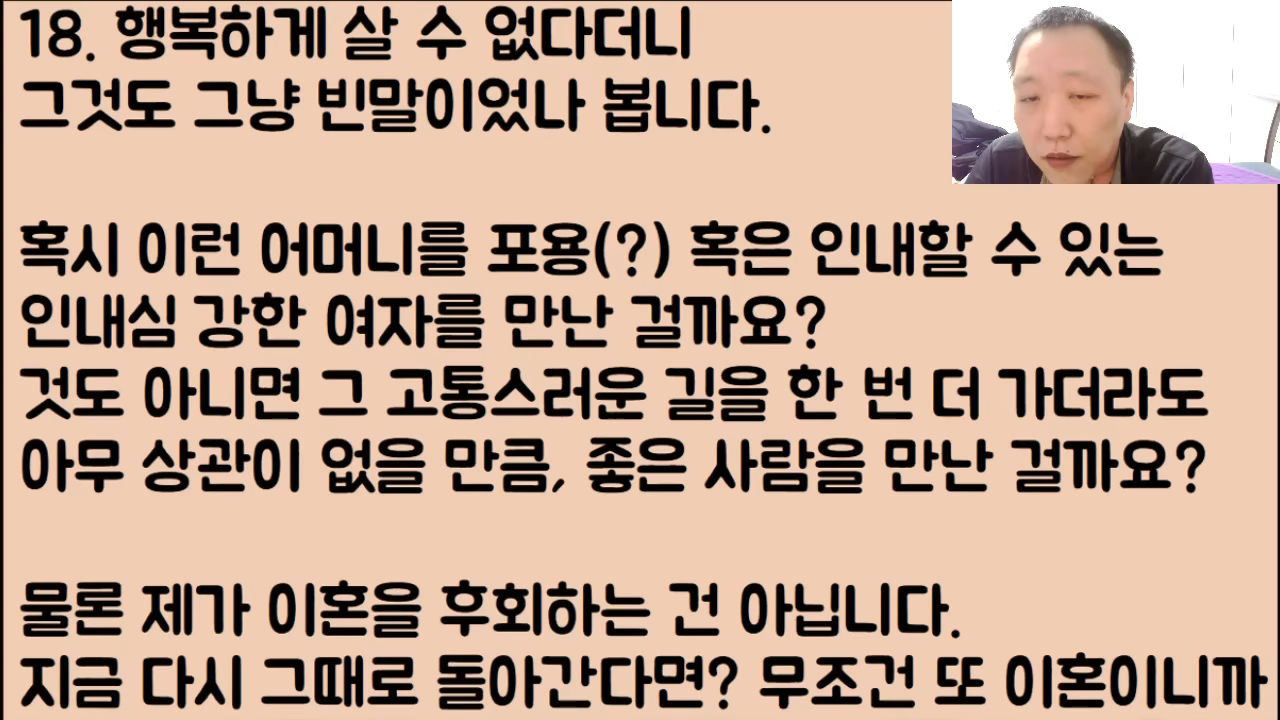 18. 행복하게 살 수 없다더니
그것도 그냥 빈말이었나 봅니다.
혹시 이런 어머니를 포용(?) 혹은 인내할 수 있는
인내심 강한 여자를 만난 걸까요?
것도 아니면 그 고통스러운 길을 한 번 더 가더라도
아무 상관이 없을 만큼, 좋은 사람을 만난 걸까요?
물론 제가 이혼을 후회하는 건 아닙니다.
지금 다시 그때로 돌아간다면? 무조건 또 이혼이니까